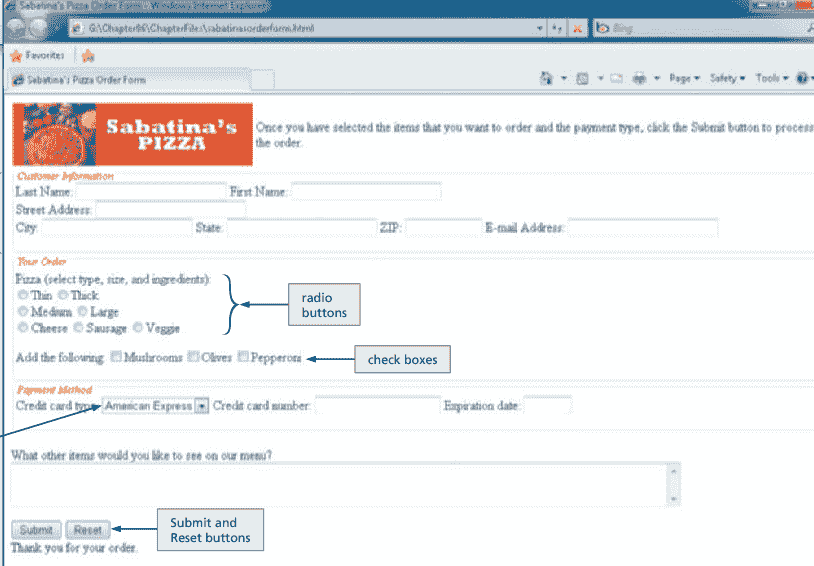 Sabatina's Pizza Order Form - Windows Internet Explorer
G:\Chapter06\ChapterFiles\sabatinasorderform.html
Bing
Favorites
Sabatina's Pizza Order Form
Page Safety Tools
Sabatina's
PIZZA
Once you have selected the items that you want to order and the payment type, click the Submit button to process
the order.
Customer Information
Last Name: First Name:
Street Address:
City: State: ZIP: E-mail Address:
Your Order
Pizza (select type, size, and ingredients):
Thin Thick
Medium Large
Cheese Sausage Veggie
radio
buttons
Add the following: Mushrooms Olives Pepperoni
check boxes
Payment Method
Credit card type: American Express Credit card number: Expiration date:
What other items would you like to see on our menu?
Submit Reset
Submit and
Reset buttons
Thank you for your order.